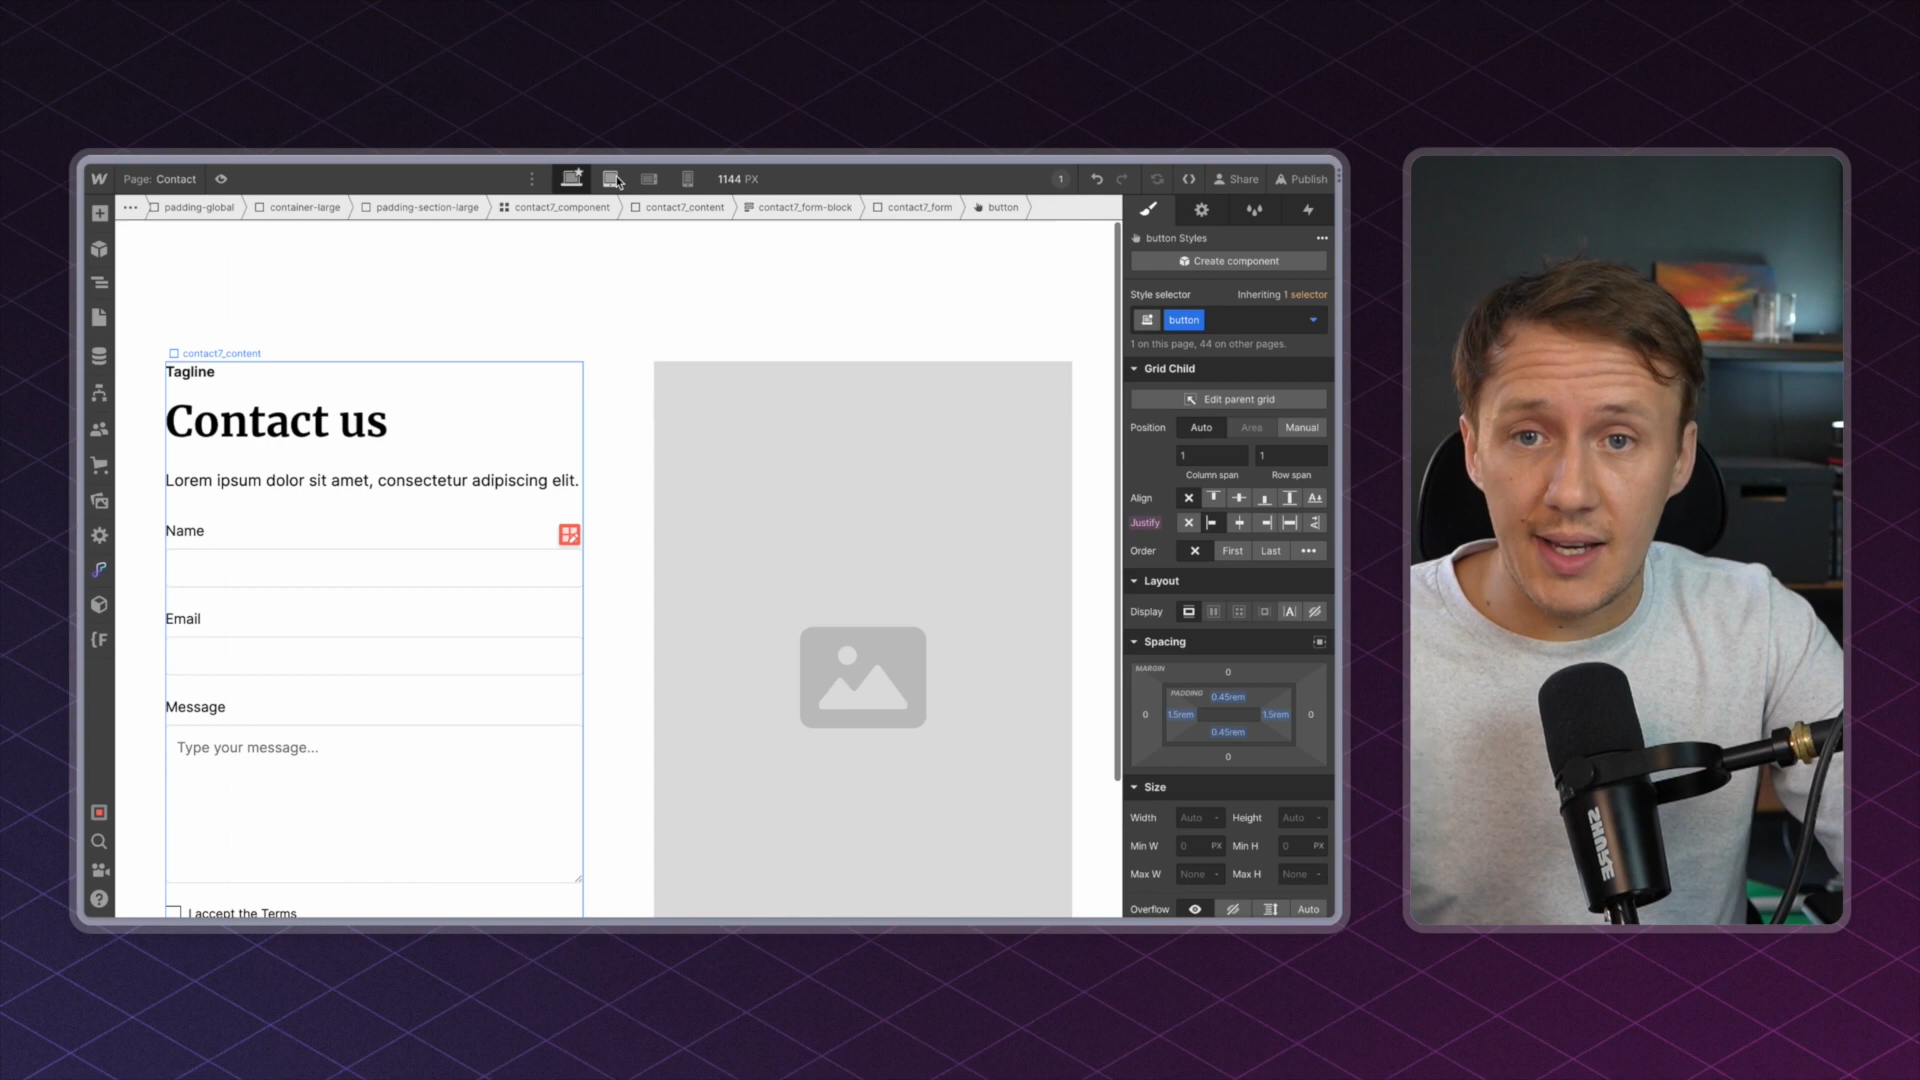 Page: Contact
1144 PX
1
Share
Publish
padding-global
container-large
padding-section-large
contact7_component
contact7_content
contact7_form-block
contact7_form
button
contact7_content
Tagline
Contact us
Lorem ipsum dolor sit amet, consectetur adipiscing elit.
Name
Email
Message
Type your message...
I accept the Terms
button Styles
Create component
Style selector
Inheriting 1 selector
button
1 on this page, 44 on other pages.
Grid Child
Edit parent grid
Position Auto Area Manual
1 1
Column span Row span
Align
Justify
Order First Last
Layout
Display
Spacing
MARGIN
0
PADDING
0.45rem
0 1.5rem 1.5rem 0
0.45rem
0
Size
Width Auto - Height Auto -
Min W 0 PX Min H 0 PX
Max W None - Max H None -
Overflow Auto
SHURE